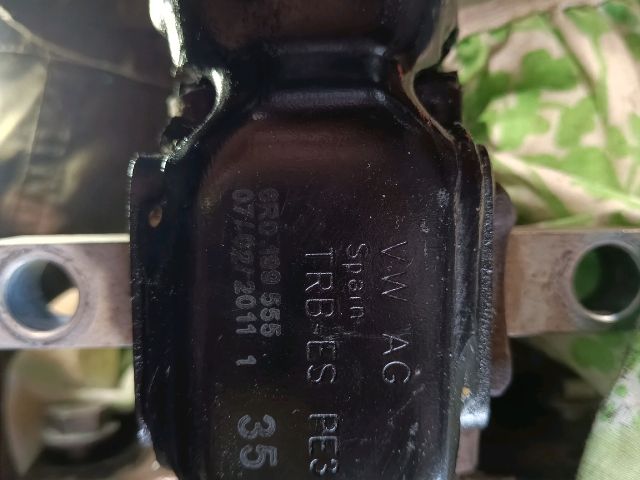 VW AG
Spain
TRB-ES PE3
6R0.199 555
07/02/2011 1
35